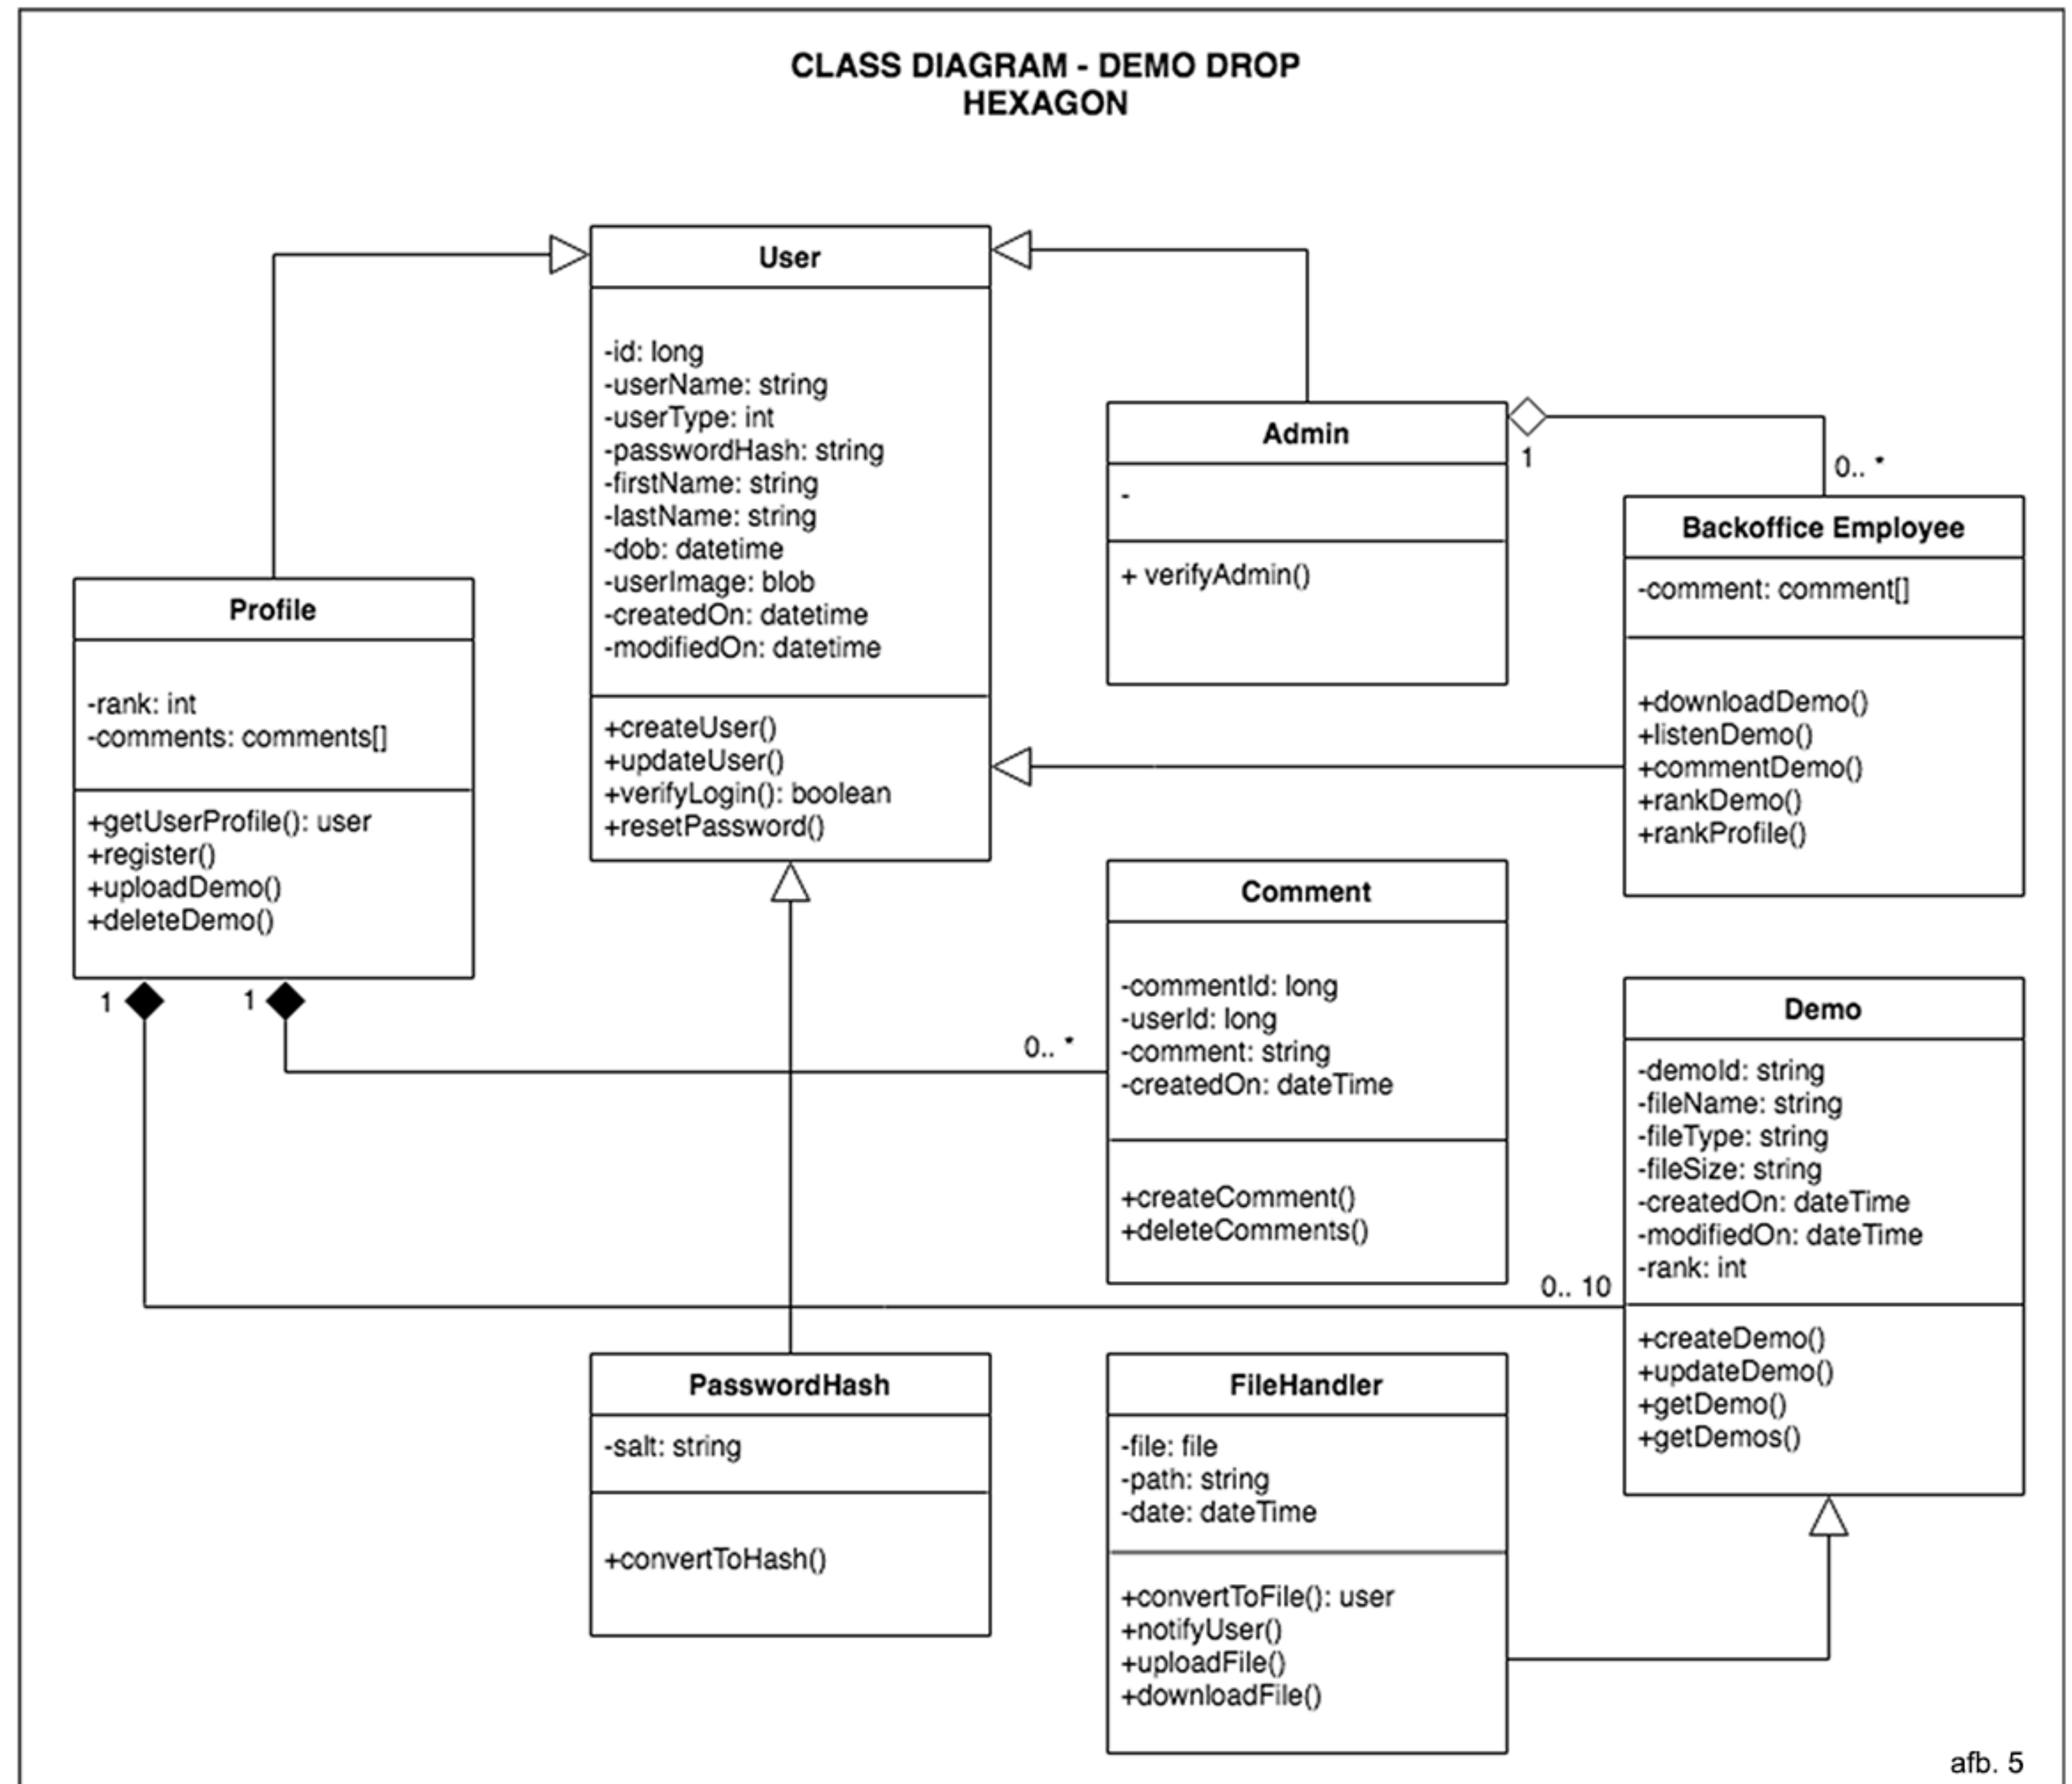 CLASS DIAGRAM - DEMO DROP
HEXAGON
User
-id: long
-userName: string
-userType: int
-passwordHash: string
-firstName: string
-lastName: string
-dob: datetime
-userImage: blob
-createdOn: datetime
-modifiedOn: datetime
+createUser()
+updateUser()
+verifyLogin(): boolean
+resetPassword()
Admin
-
+ verifyAdmin()
1
0.. *
Backoffice Employee
-comment: comment[]
+downloadDemo()
+listenDemo()
+commentDemo()
+rankDemo()
+rankProfile()
Profile
-rank: int
-comments: comments[]
+getUserProfile(): user
+register()
+uploadDemo()
+deleteDemo()
1
1
0.. *
Comment
-commentId: long
-userId: long
-comment: string
-createdOn: dateTime
+createComment()
+deleteComments()
Demo
-demoId: string
-fileName: string
-fileType: string
-fileSize: string
-createdOn: dateTime
-modifiedOn: dateTime
-rank: int
0.. 10
+createDemo()
+updateDemo()
+getDemo()
+getDemos()
PasswordHash
-salt: string
+convertToHash()
FileHandler
-file: file
-path: string
-date: dateTime
+convertToFile(): user
+notifyUser()
+uploadFile()
+downloadFile()
afb. 5